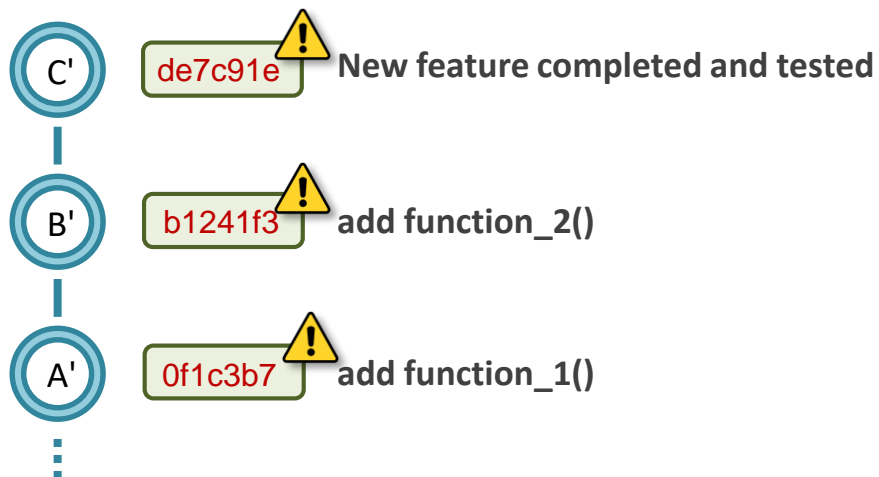 C' de7c91e New feature completed and tested
B' b1241f3 add function_2()
A' 0f1c3b7 add function_1()